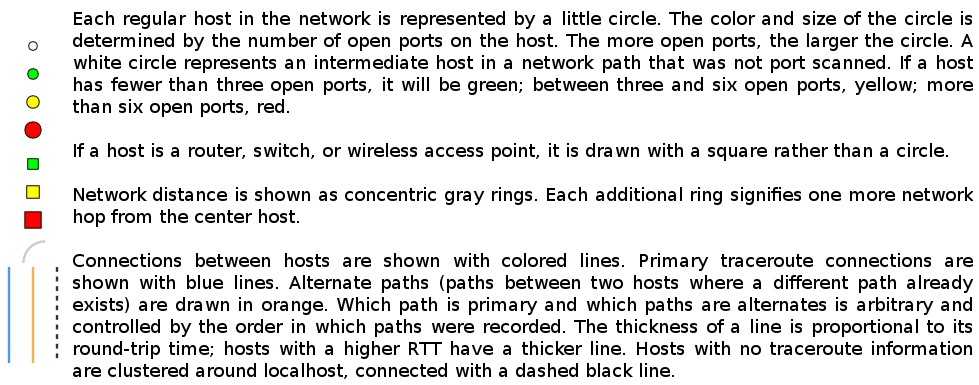 Each regular host in the network is represented by a little circle. The color and size of the circle is
determined by the number of open ports on the host. The more open ports, the larger the circle. A
white circle represents an intermediate host in a network path that was not port scanned. If a host
has fewer than three open ports, it will be green; between three and six open ports, yellow; more
than six open ports, red.
If a host is a router, switch, or wireless access point, it is drawn with a square rather than a circle.
Network distance is shown as concentric gray rings. Each additional ring signifies one more network
hop from the center host.
Connections between hosts are shown with colored lines. Primary traceroute connections are
shown with blue lines. Alternate paths (paths between two hosts where a different path already
exists) are drawn in orange. Which path is primary and which paths are alternates is arbitrary and
controlled by the order in which paths were recorded. The thickness of a line is proportional to its
round-trip time; hosts with a higher RTT have a thicker line. Hosts with no traceroute information
are clustered around localhost, connected with a dashed black line.